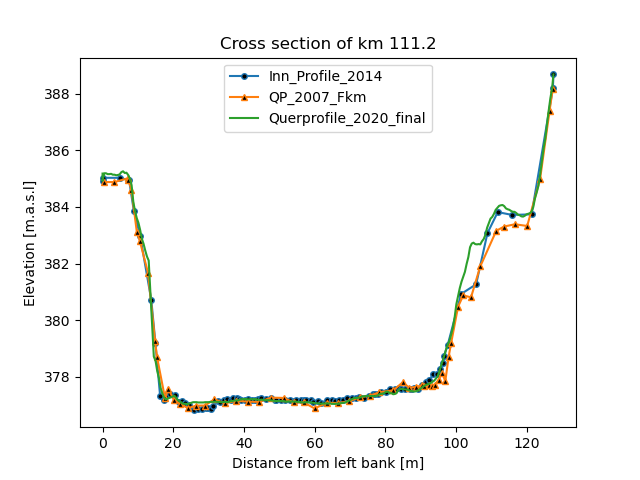 Cross section of km 111.2
Inn_Profile_2014
QP_2007_Fkm
Querprofile_2020_final
388
386
384
382
380
378
Elevation [m.a.s.l]
0 20 40 60 80 100 120
Distance from left bank [m]